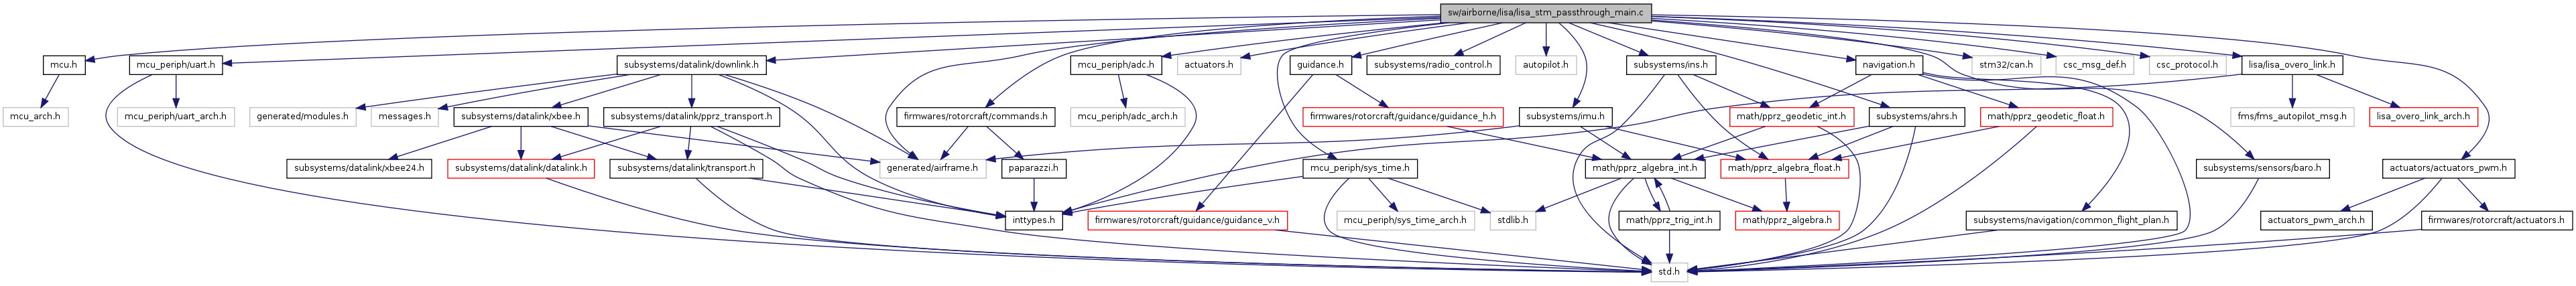 sw/airborne/lisa/lisa_stm_passthrough_main.c
mcu.h
mcu_periph/uart.h
subsystems/datalink/downlink.h
mcu_periph/adc.h
actuators.h
guidance.h
subsystems/radio_control.h
autopilot.h
subsystems/ins.h
navigation.h
stm32/can.h
csc_msg_def.h
csc_protocol.h
lisa/lisa_overo_link.h
mcu_arch.h
mcu_periph/uart_arch.h
generated/modules.h
messages.h
subsystems/datalink/xbee.h
subsystems/datalink/pprz_transport.h
firmwares/rotorcraft/commands.h
mcu_periph/adc_arch.h
firmwares/rotorcraft/guidance/guidance_h.h
subsystems/imu.h
math/pprz_geodetic_int.h
subsystems/ahrs.h
math/pprz_geodetic_float.h
fms/fms_autopilot_msg.h
lisa_overo_link_arch.h
subsystems/datalink/xbee24.h
subsystems/datalink/datalink.h
subsystems/datalink/transport.h
generated/airframe.h
paparazzi.h
mcu_periph/sys_time.h
math/pprz_algebra_int.h
math/pprz_algebra_float.h
subsystems/sensors/baro.h
actuators/actuators_pwm.h
inttypes.h
firmwares/rotorcraft/guidance/guidance_v.h
mcu_periph/sys_time_arch.h
stdlib.h
math/pprz_trig_int.h
math/pprz_algebra.h
subsystems/navigation/common_flight_plan.h
actuators_pwm_arch.h
firmwares/rotorcraft/actuators.h
std.h